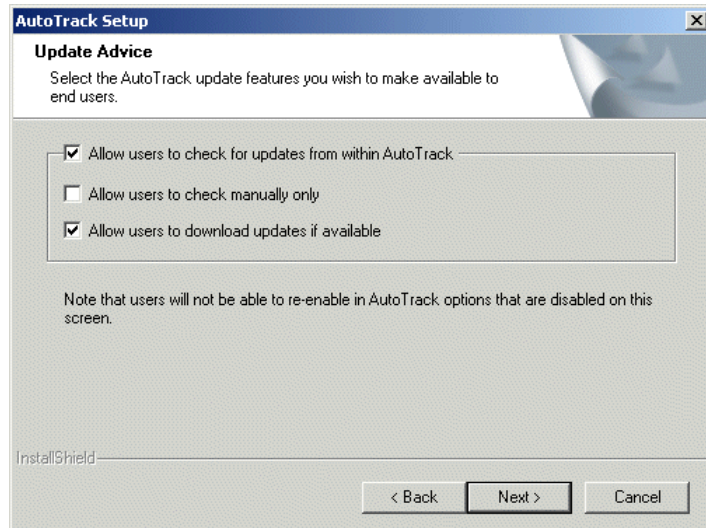 AutoTrack Setup
Update Advice
Select the AutoTrack update features you wish to make available to
end users.
Allow users to check for updates from within AutoTrack
Allow users to check manually only
Allow users to download updates if available
Note that users will not be able to re-enable in AutoTrack options that are disabled on this
screen.
InstallShield
< Back Next > Cancel